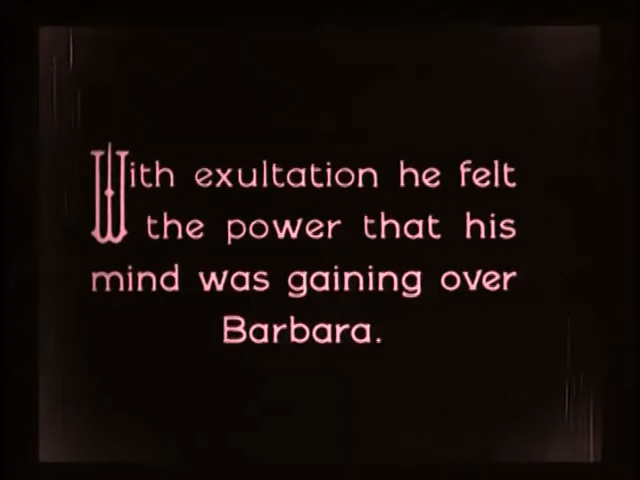 With exultation he felt
the power that his
mind was gaining over
Barbara.